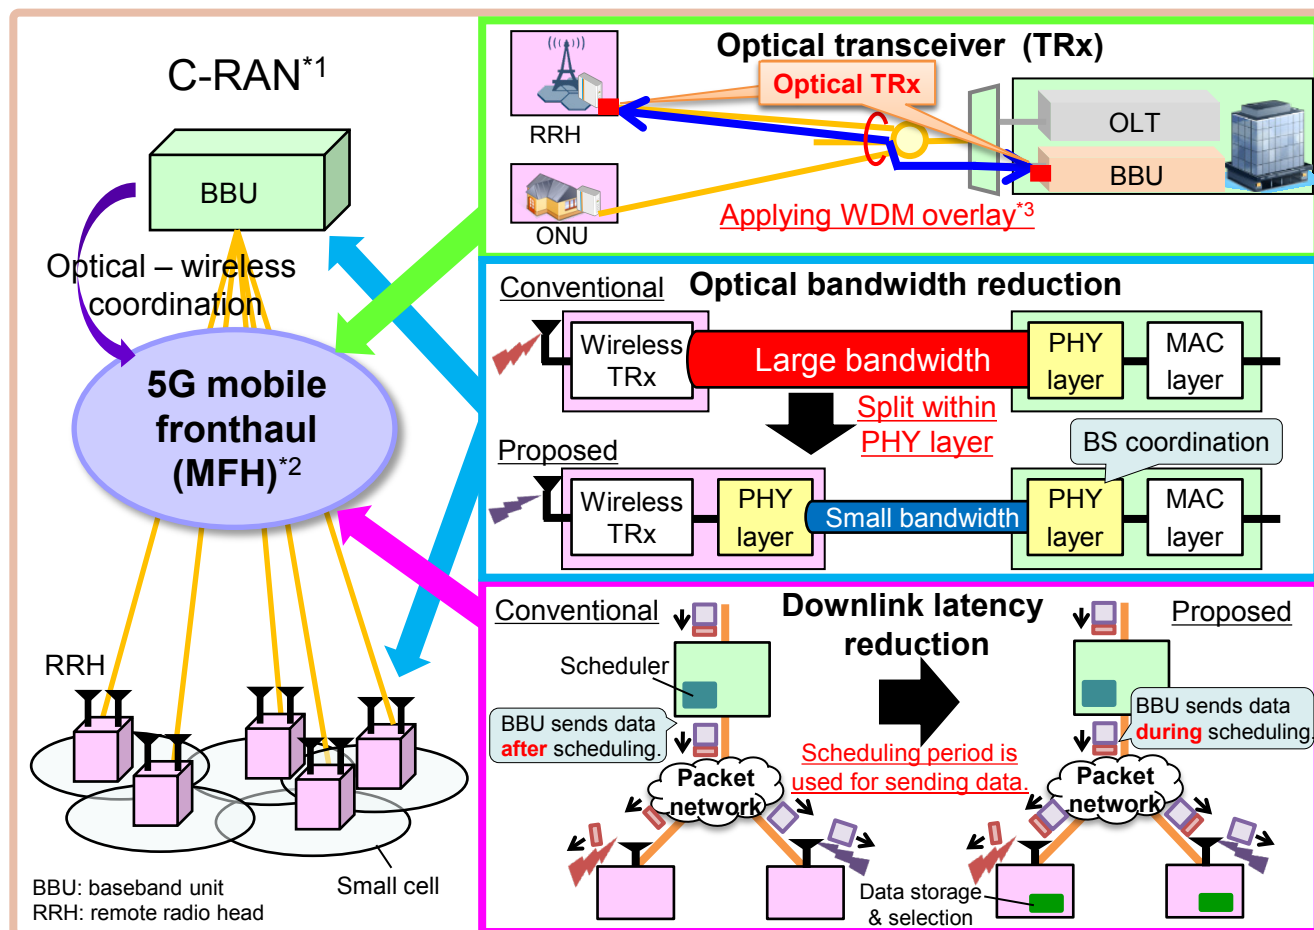 C-RAN*1
BBU
Optical – wireless
coordination
5G mobile
fronthaul
(MFH)*2
RRH
Small cell
BBU: baseband unit
RRH: remote radio head
Optical transceiver (TRx)
Optical TRx
RRH
OLT
BBU
ONU
Applying WDM overlay*3
Conventional
Optical bandwidth reduction
Wireless
TRx
Large bandwidth
PHY
layer
MAC
layer
Split within
PHY layer
BS coordination
Proposed
Wireless
TRx
PHY
layer
Small bandwidth
PHY
layer
MAC
layer
Conventional
Downlink latency
reduction
Proposed
Scheduler
BBU sends data
after scheduling.
BBU sends data
during scheduling.
Scheduling period is
used for sending data.
Packet
network
Packet
network
Data storage
& selection